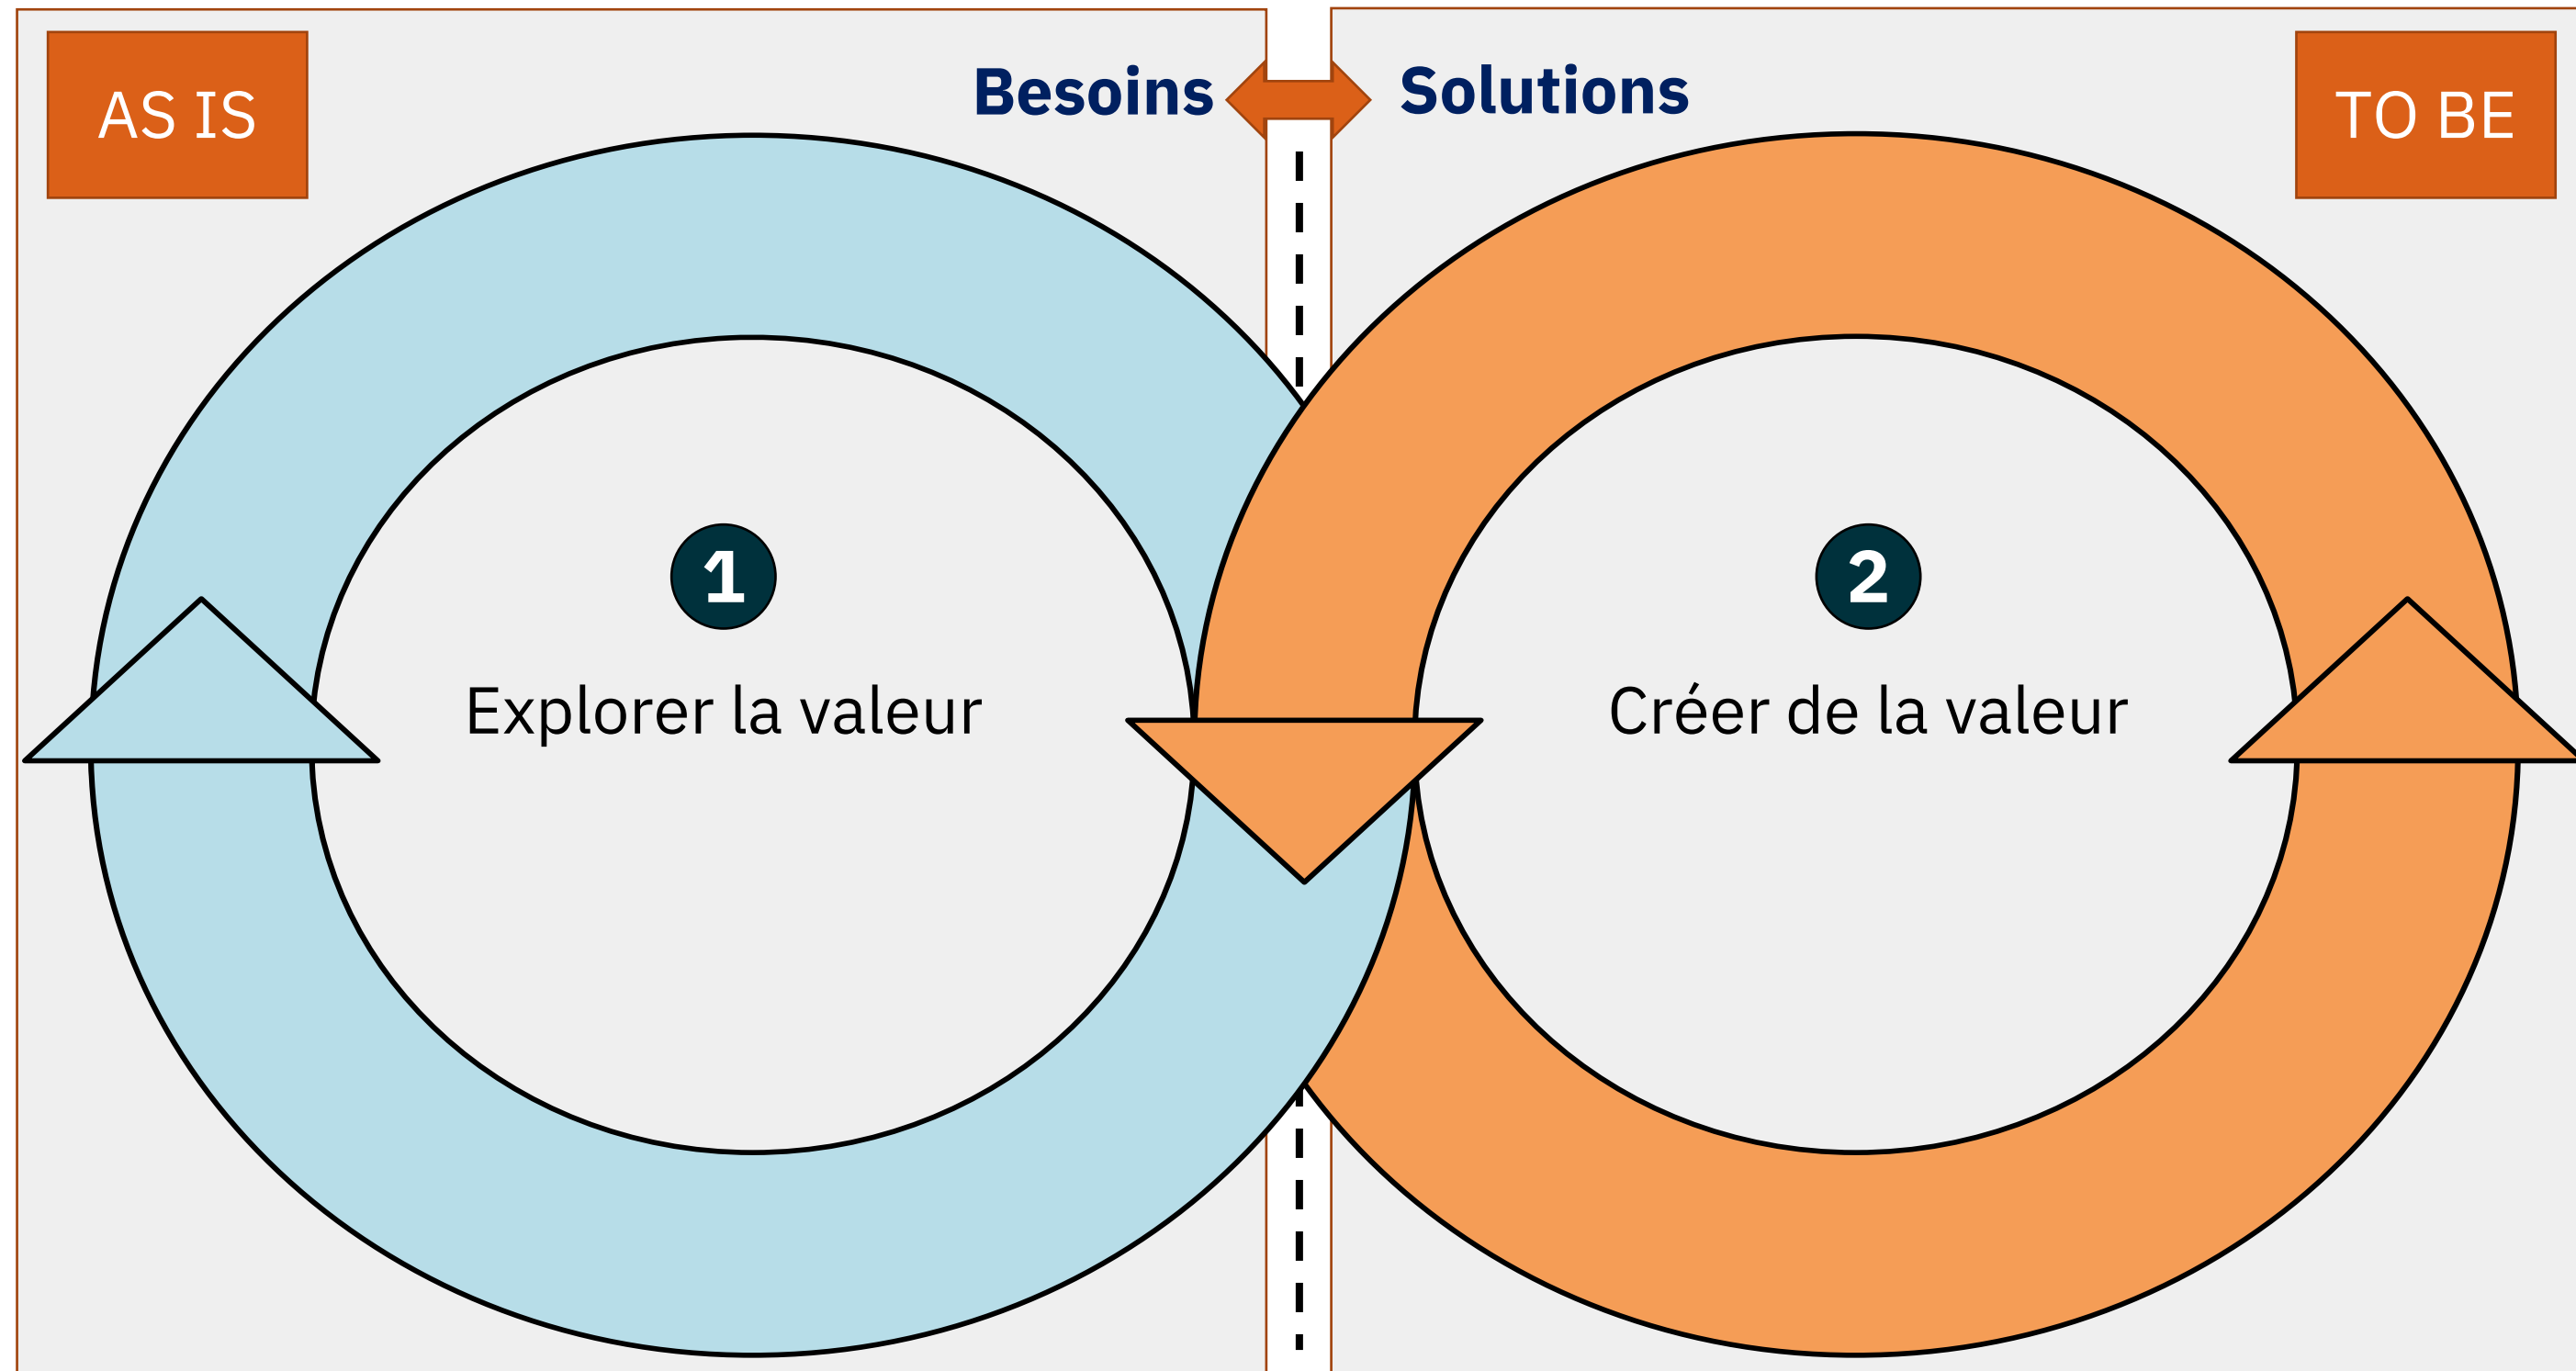 AS IS
Besoins
Solutions
TO BE
1
Explorer la valeur
2
Créer de la valeur